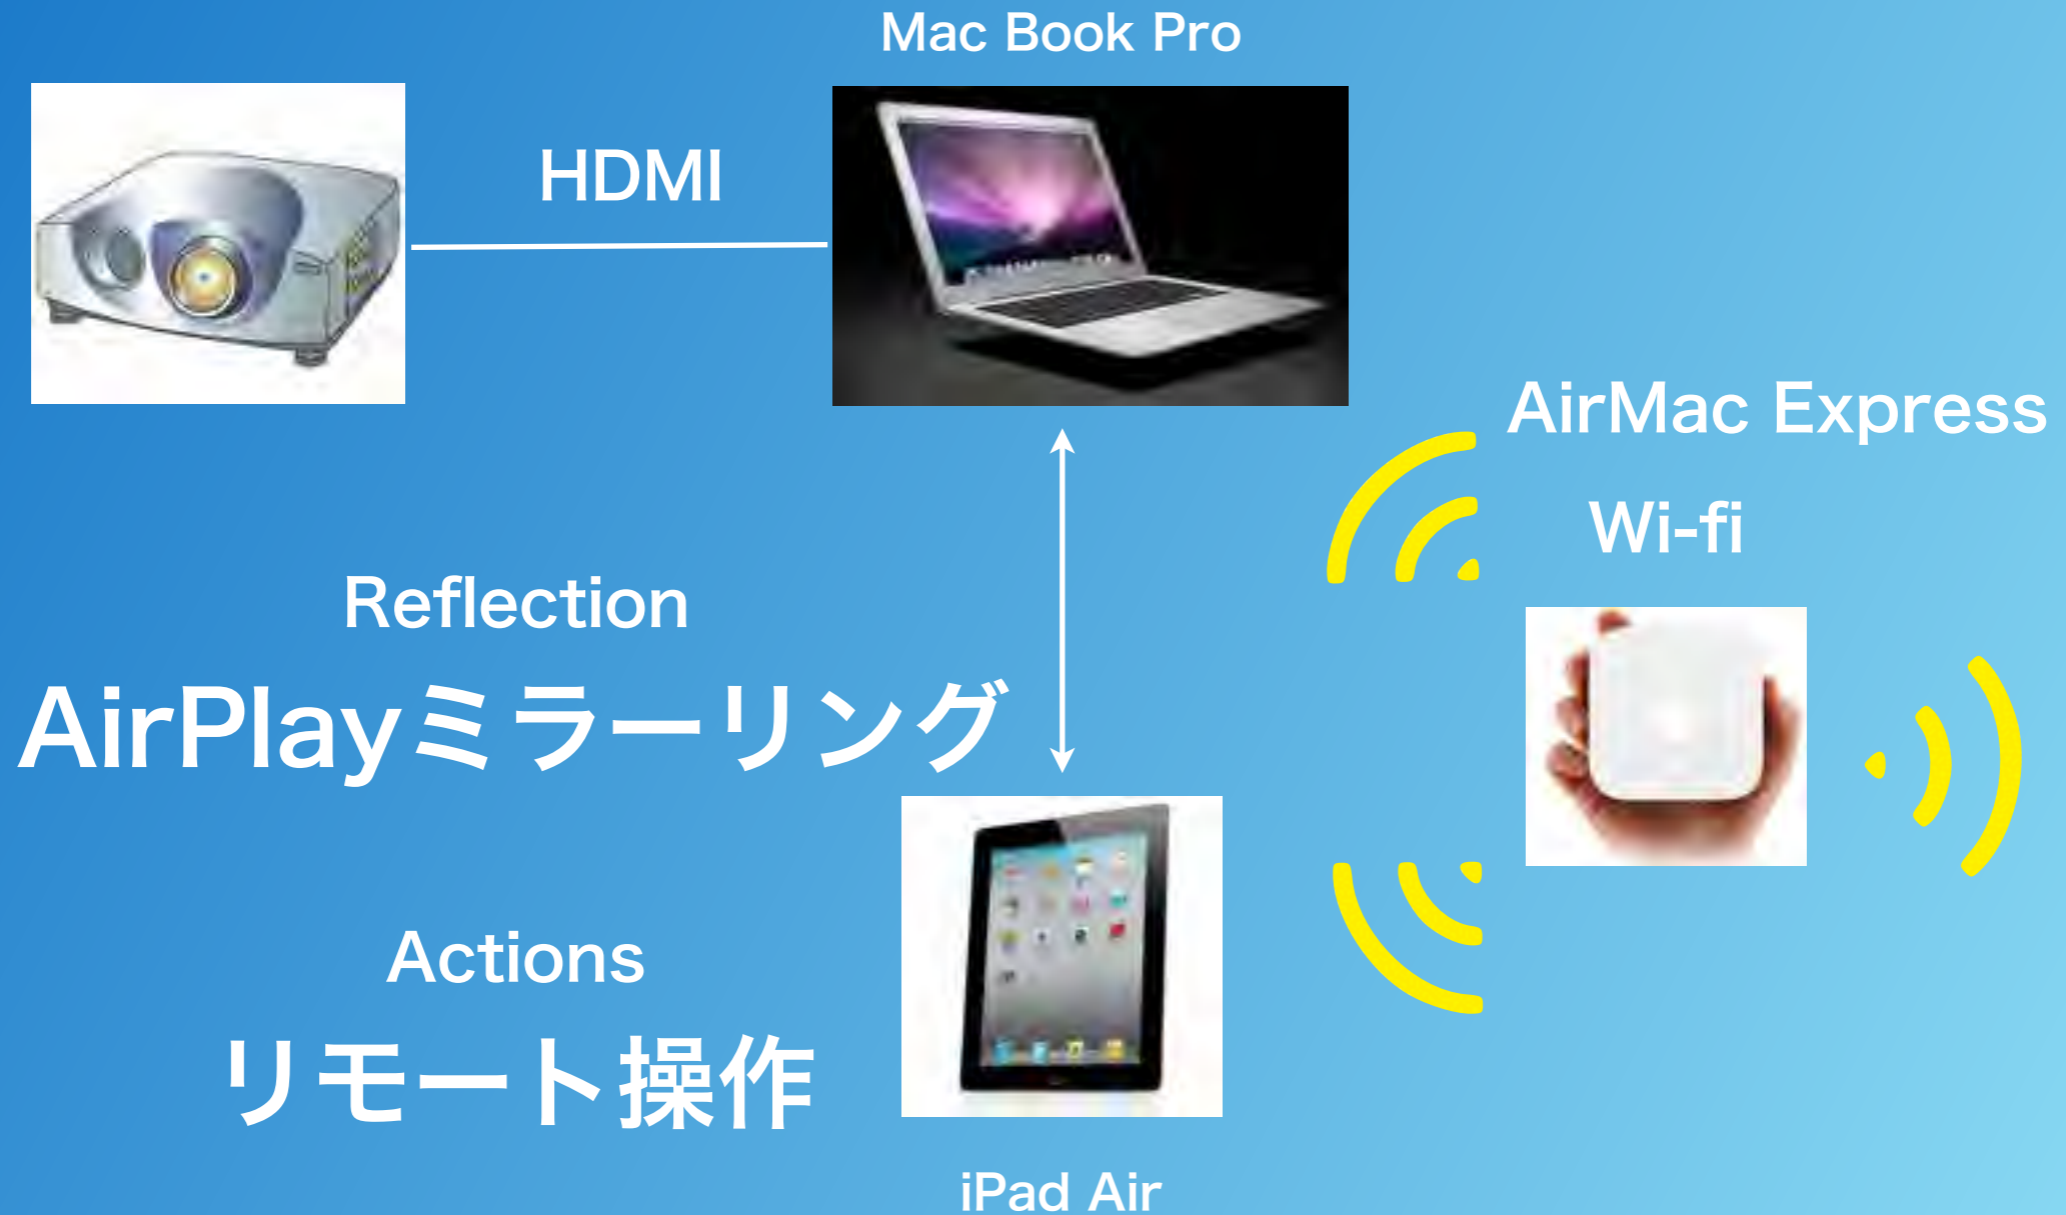 Mac Book Pro
HDMI
AirMac Express
Wi-fi
Reflection
AirPlayミラーリング
Actions
リモート操作
iPad Air